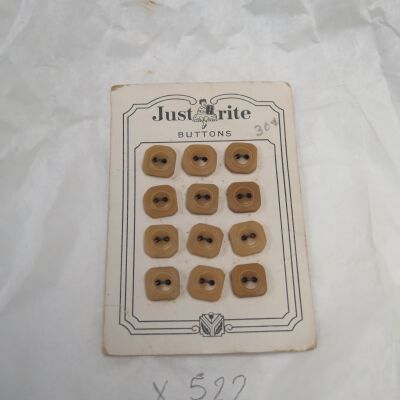 Just rite
BUTTONS
30¢
X 522